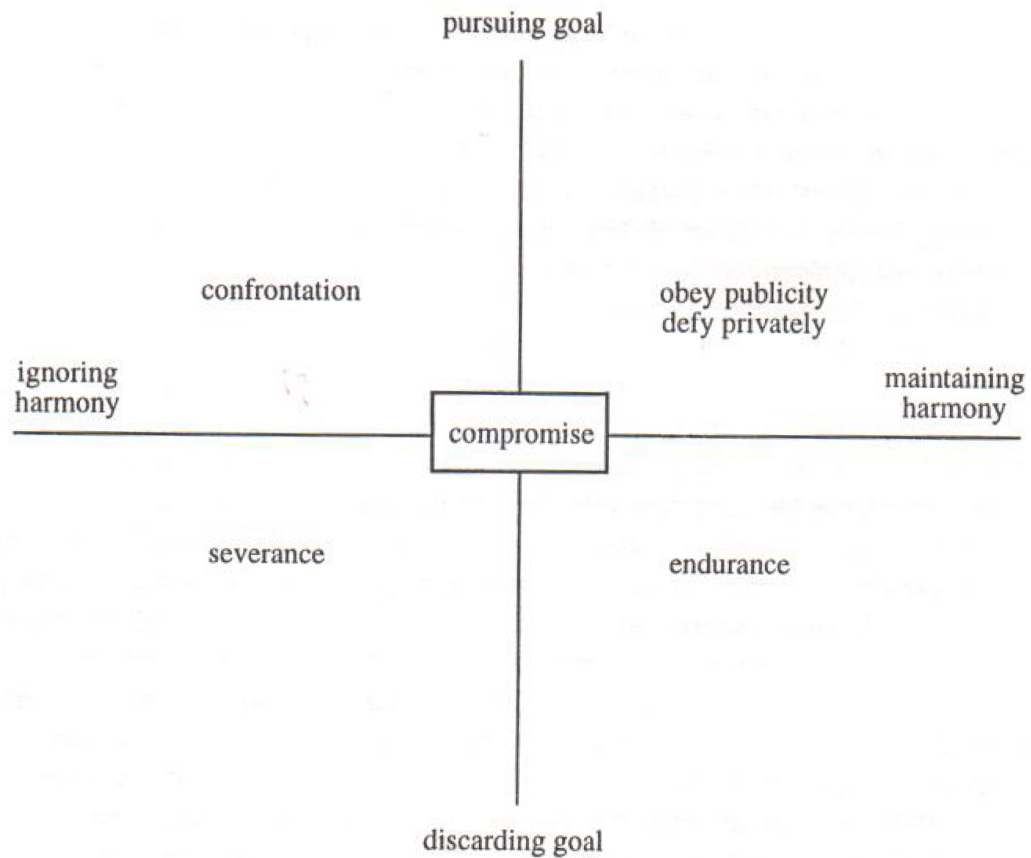 pursuing goal
confrontation
obey publicity
defy privately
ignoring
harmony
maintaining
harmony
compromise
severance
endurance
discarding goal